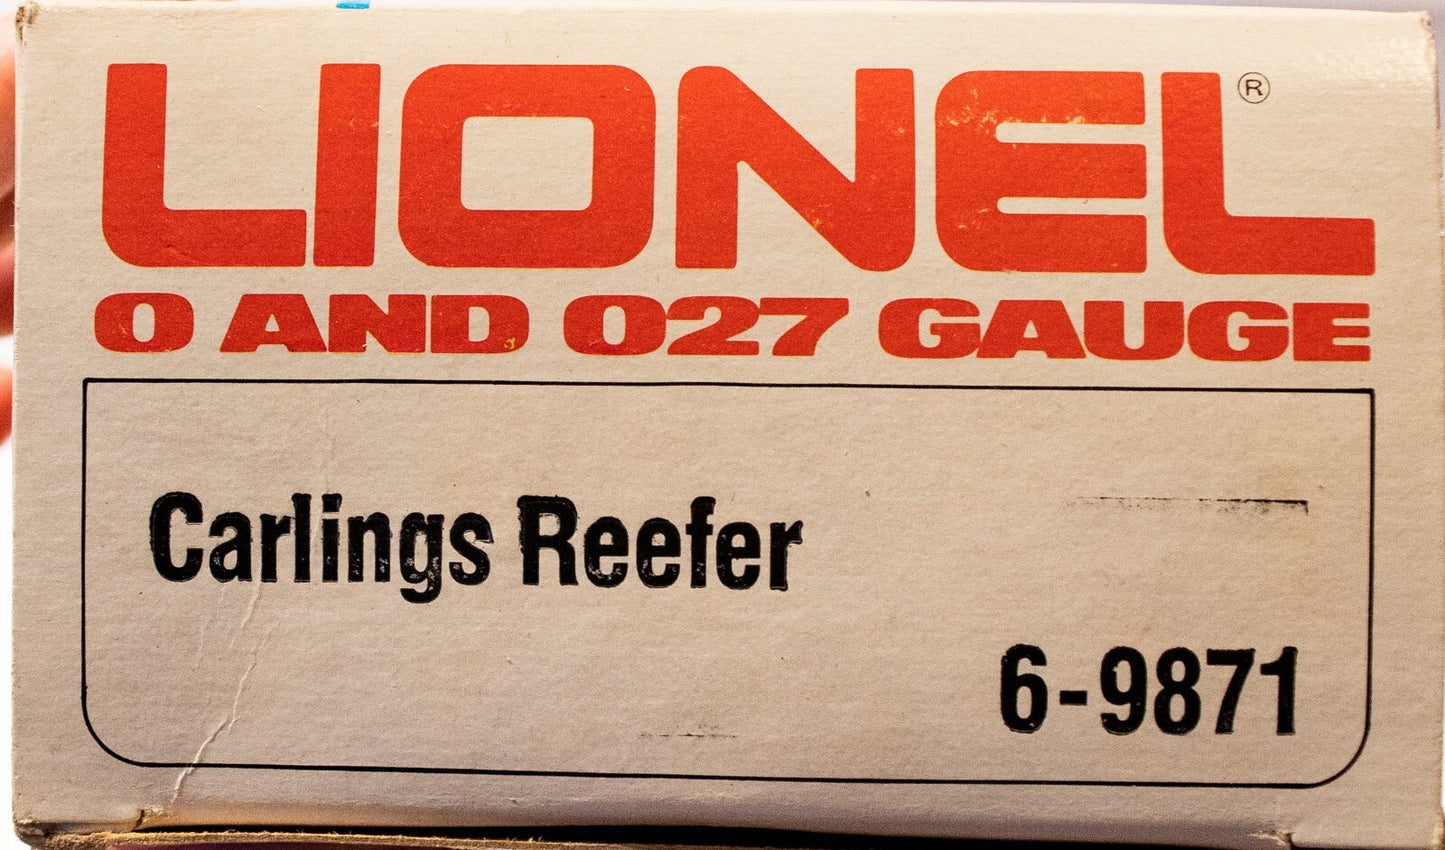 LIONEL®
O AND O27 GAUGE
Carlings Reefer
6-9871